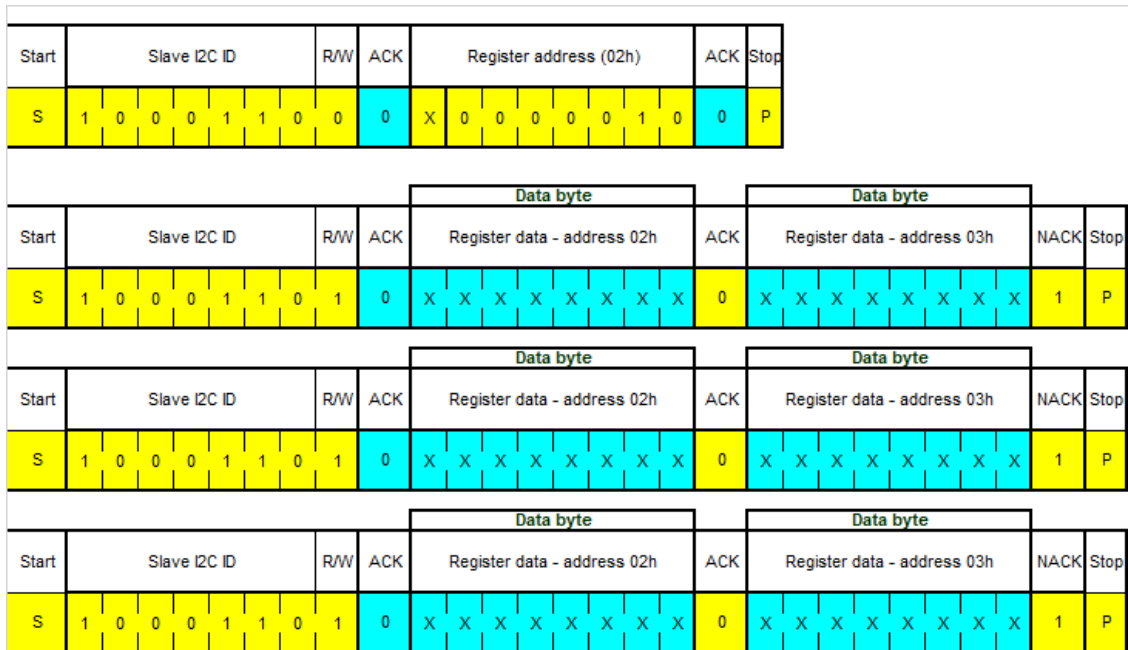 Start Slave I2C ID R/W ACK Register address (02h) ACK Stop
S 1 0 0 0 1 1 0 0 0 X 0 0 0 0 0 1 0 0 P
Data byte Data byte
Start Slave I2C ID R/W ACK Register data - address 02h ACK Register data - address 03h NACK Stop
S 1 0 0 0 1 1 0 1 0 X X X X X X X X 0 X X X X X X X X 1 P
Data byte Data byte
Start Slave I2C ID R/W ACK Register data - address 02h ACK Register data - address 03h NACK Stop
S 1 0 0 0 1 1 0 1 0 X X X X X X X X 0 X X X X X X X X 1 P
Data byte Data byte
Start Slave I2C ID R/W ACK Register data - address 02h ACK Register data - address 03h NACK Stop
S 1 0 0 0 1 1 0 1 0 X X X X X X X X 0 X X X X X X X X 1 P